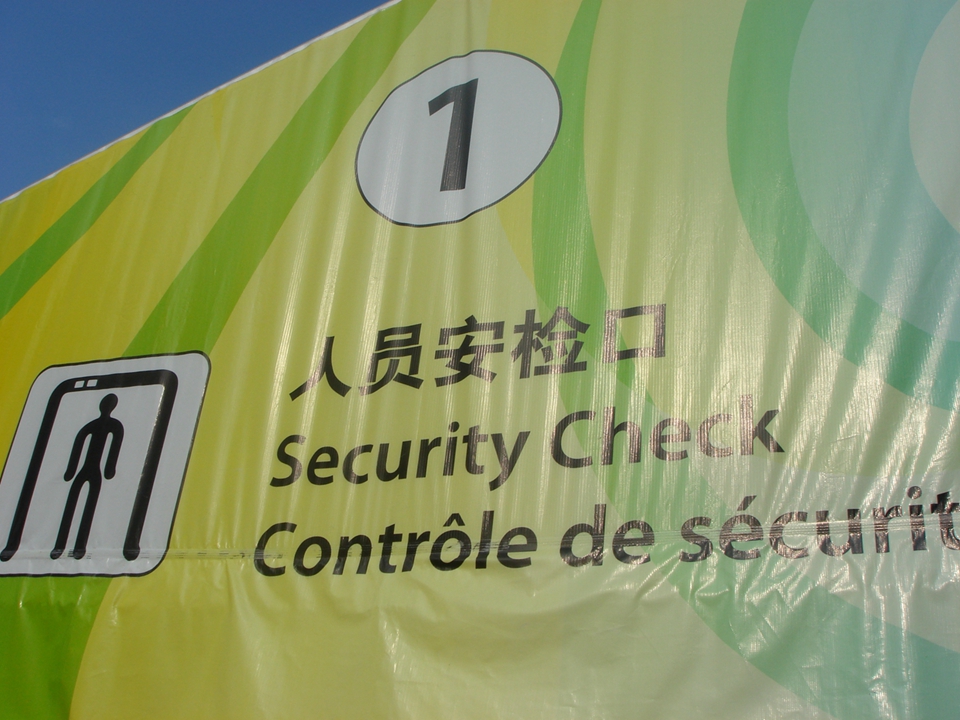 1
人员安检口
Security Check
Contrôle de sécurit